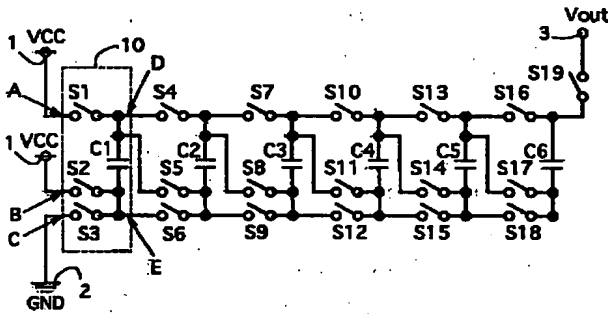 Vout
3
1
VCC
10
D
S19
A
S1
S4
S7
S10
S13
S16
1
VCC
C1
C2
C3
C4
C5
C6
S2
S5
S8
S11
S14
S17
B
C
S3
S6
S9
S12
S15
S18
E
2
GND